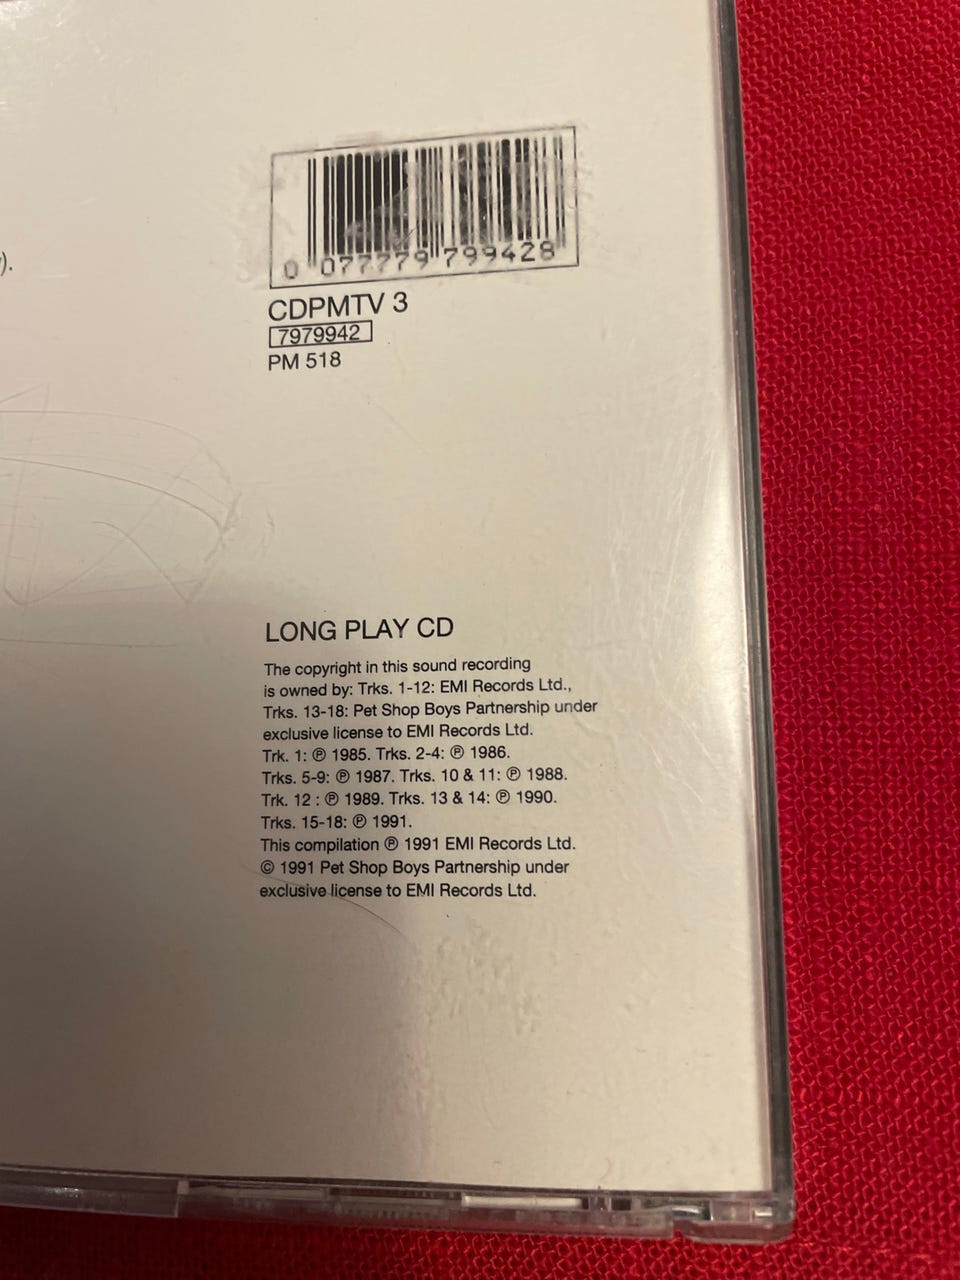 ).
0 077779 799428
CDPMTV 3
7979942
PM 518
LONG PLAY CD
The copyright in this sound recording
is owned by: Trks. 1-12: EMI Records Ltd.,
Trks. 13-18: Pet Shop Boys Partnership under
exclusive license to EMI Records Ltd.
Trk. 1: ℗ 1985. Trks. 2-4: ℗ 1986.
Trks. 5-9: ℗ 1987. Trks. 10 & 11: ℗ 1988.
Trk. 12 : ℗ 1989. Trks. 13 & 14: ℗ 1990.
Trks. 15-18: ℗ 1991.
This compilation ℗ 1991 EMI Records Ltd.
© 1991 Pet Shop Boys Partnership under
exclusive license to EMI Records Ltd.